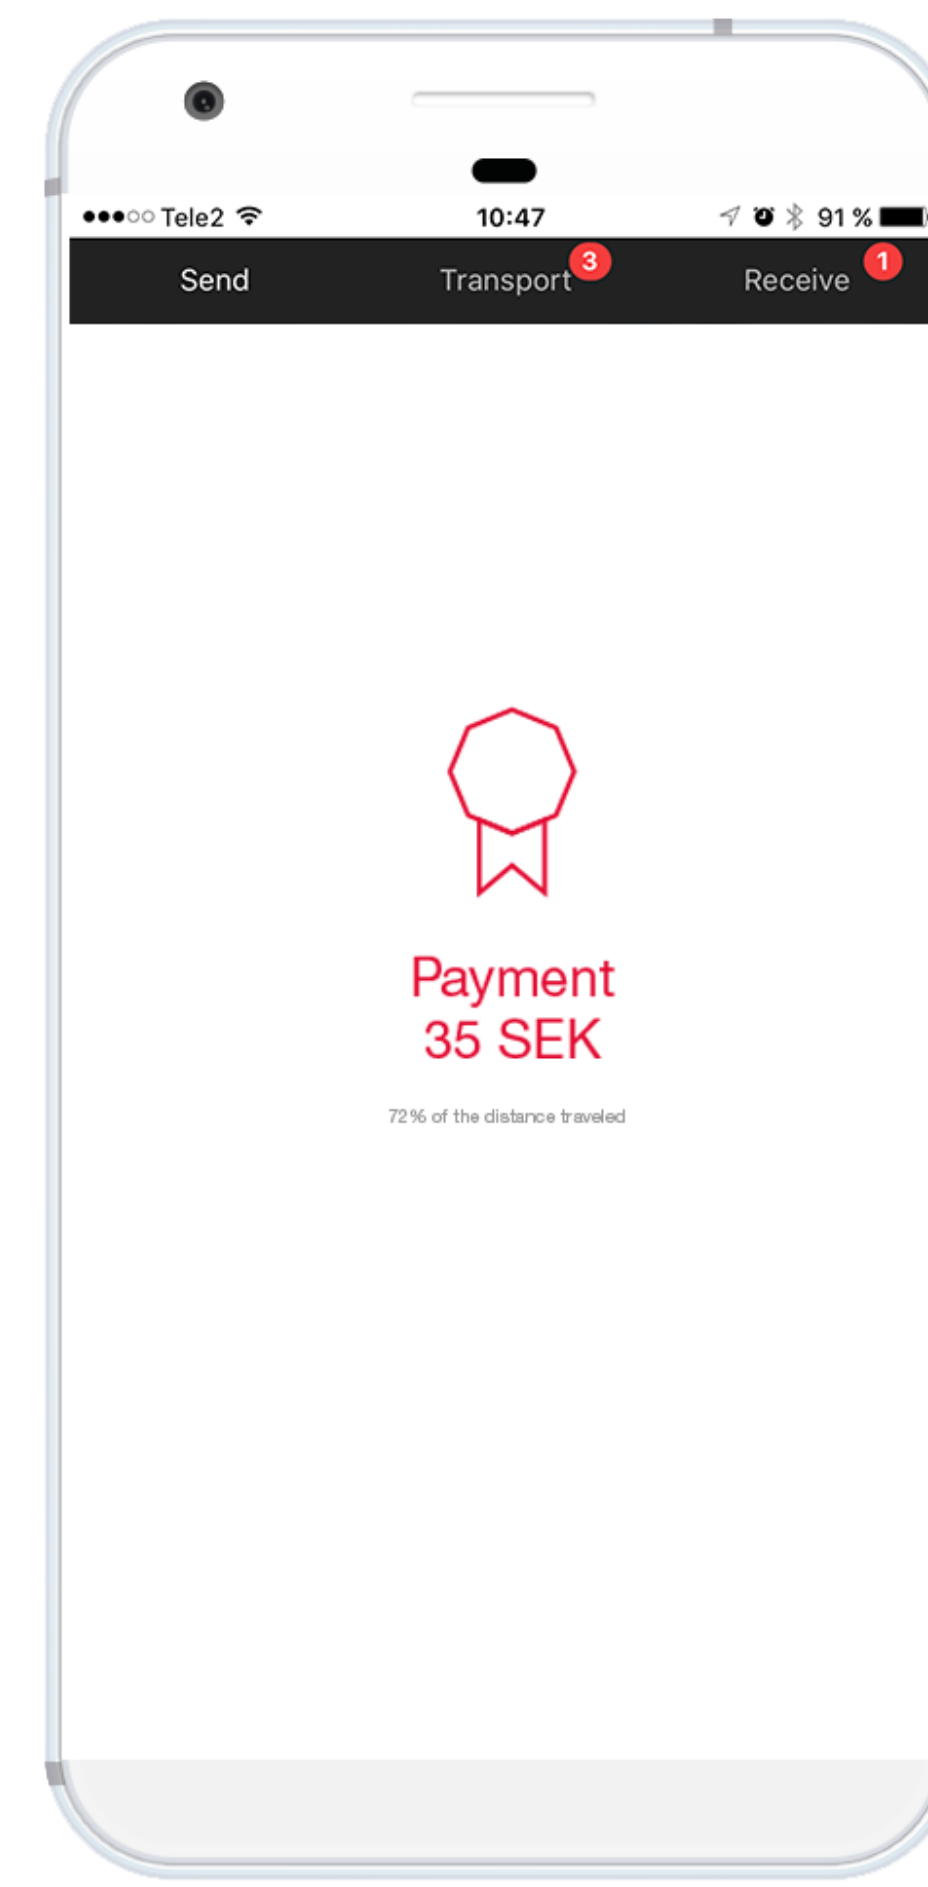 Tele2 10:47 91 %
Send Transport 3 Receive 1
Payment
35 SEK
72% of the distance traveled